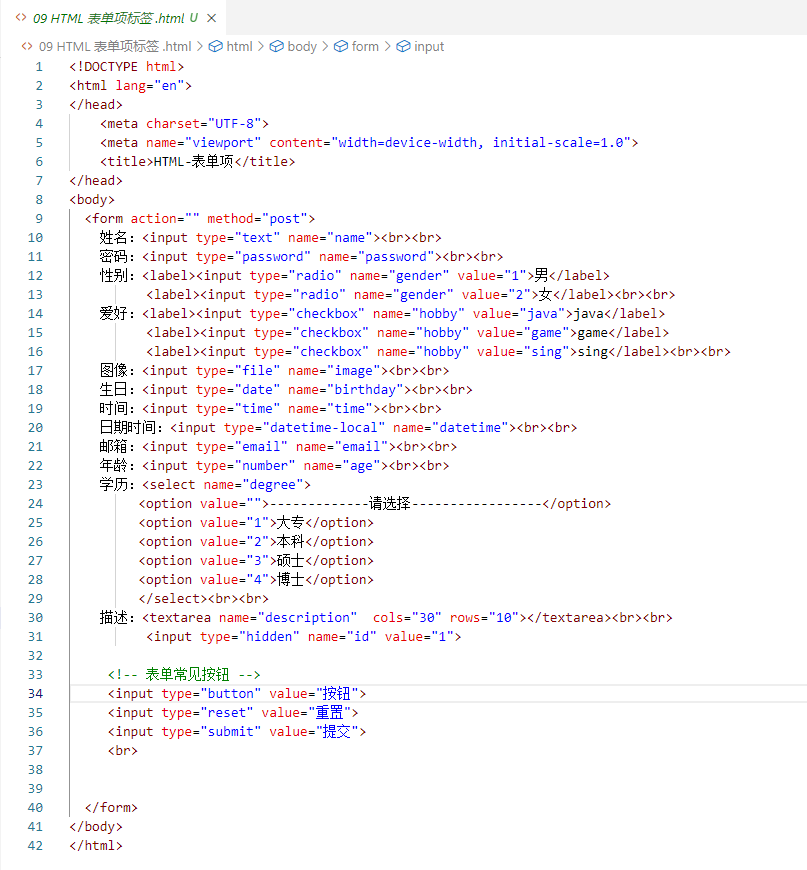 09 HTML 表单项标签 .html U
09 HTML 表单项标签 .html > html > body > form > input
1 <!DOCTYPE html>
2 <html lang="en">
3 </head>
4 <meta charset="UTF-8">
5 <meta name="viewport" content="width=device-width, initial-scale=1.0">
6 <title>HTML-表单项</title>
7 </head>
8 <body>
9 <form action="" method="post">
10 姓名：<input type="text" name="name"><br><br>
11 密码：<input type="password" name="password"><br><br>
12 性别：<label><input type="radio" name="gender" value="1">男</label>
13 <label><input type="radio" name="gender" value="2">女</label><br><br>
14 爱好：<label><input type="checkbox" name="hobby" value="java">java</label>
15 <label><input type="checkbox" name="hobby" value="game">game</label>
16 <label><input type="checkbox" name="hobby" value="sing">sing</label><br><br>
17 图像：<input type="file" name="image"><br><br>
18 生日：<input type="date" name="birthday"><br><br>
19 时间：<input type="time" name="time"><br><br>
20 日期时间：<input type="datetime-local" name="datetime"><br><br>
21 邮箱：<input type="email" name="email"><br><br>
22 年龄：<input type="number" name="age"><br><br>
23 学历：<select name="degree">
24 <option value="">-------------请选择-----------------</option>
25 <option value="1">大专</option>
26 <option value="2">本科</option>
27 <option value="3">硕士</option>
28 <option value="4">博士</option>
29 </select><br><br>
30 描述：<textarea name="description"  cols="30" rows="10"></textarea><br><br>
31 <input type="hidden" name="id" value="1">
32
33 <!-- 表单常见按钮 -->
34 <input type="button" value="按钮">
35 <input type="reset" value="重置">
36 <input type="submit" value="提交">
37 <br>
38
39
40 </form>
41 </body>
42 </html>